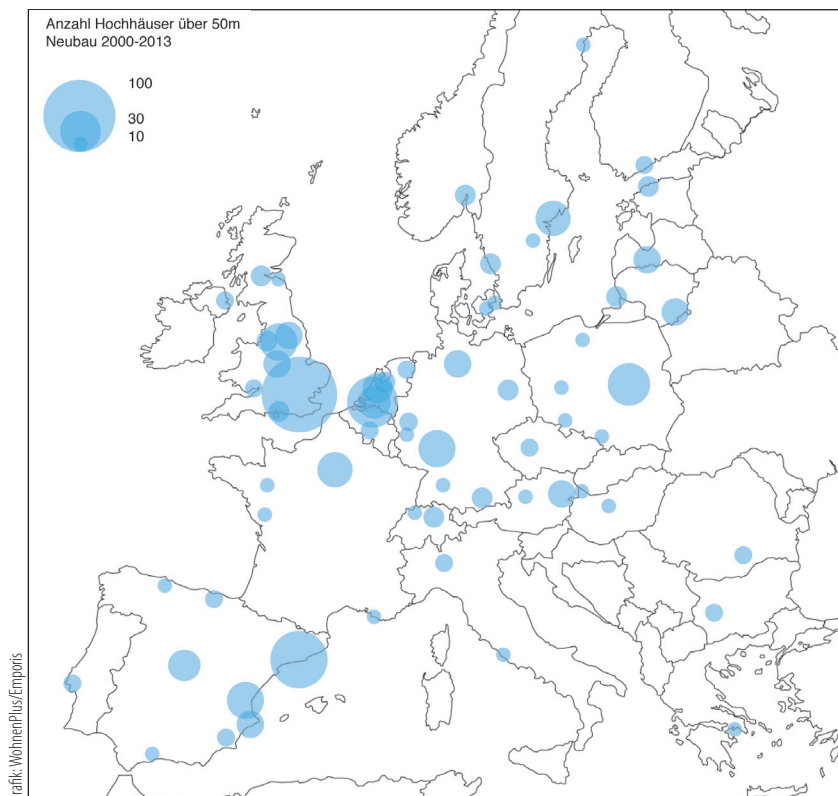 Anzahl Hochhäuser über 50m
Neubau 2000-2013
100
30
10
rafik: WohnenPlus/Emporis